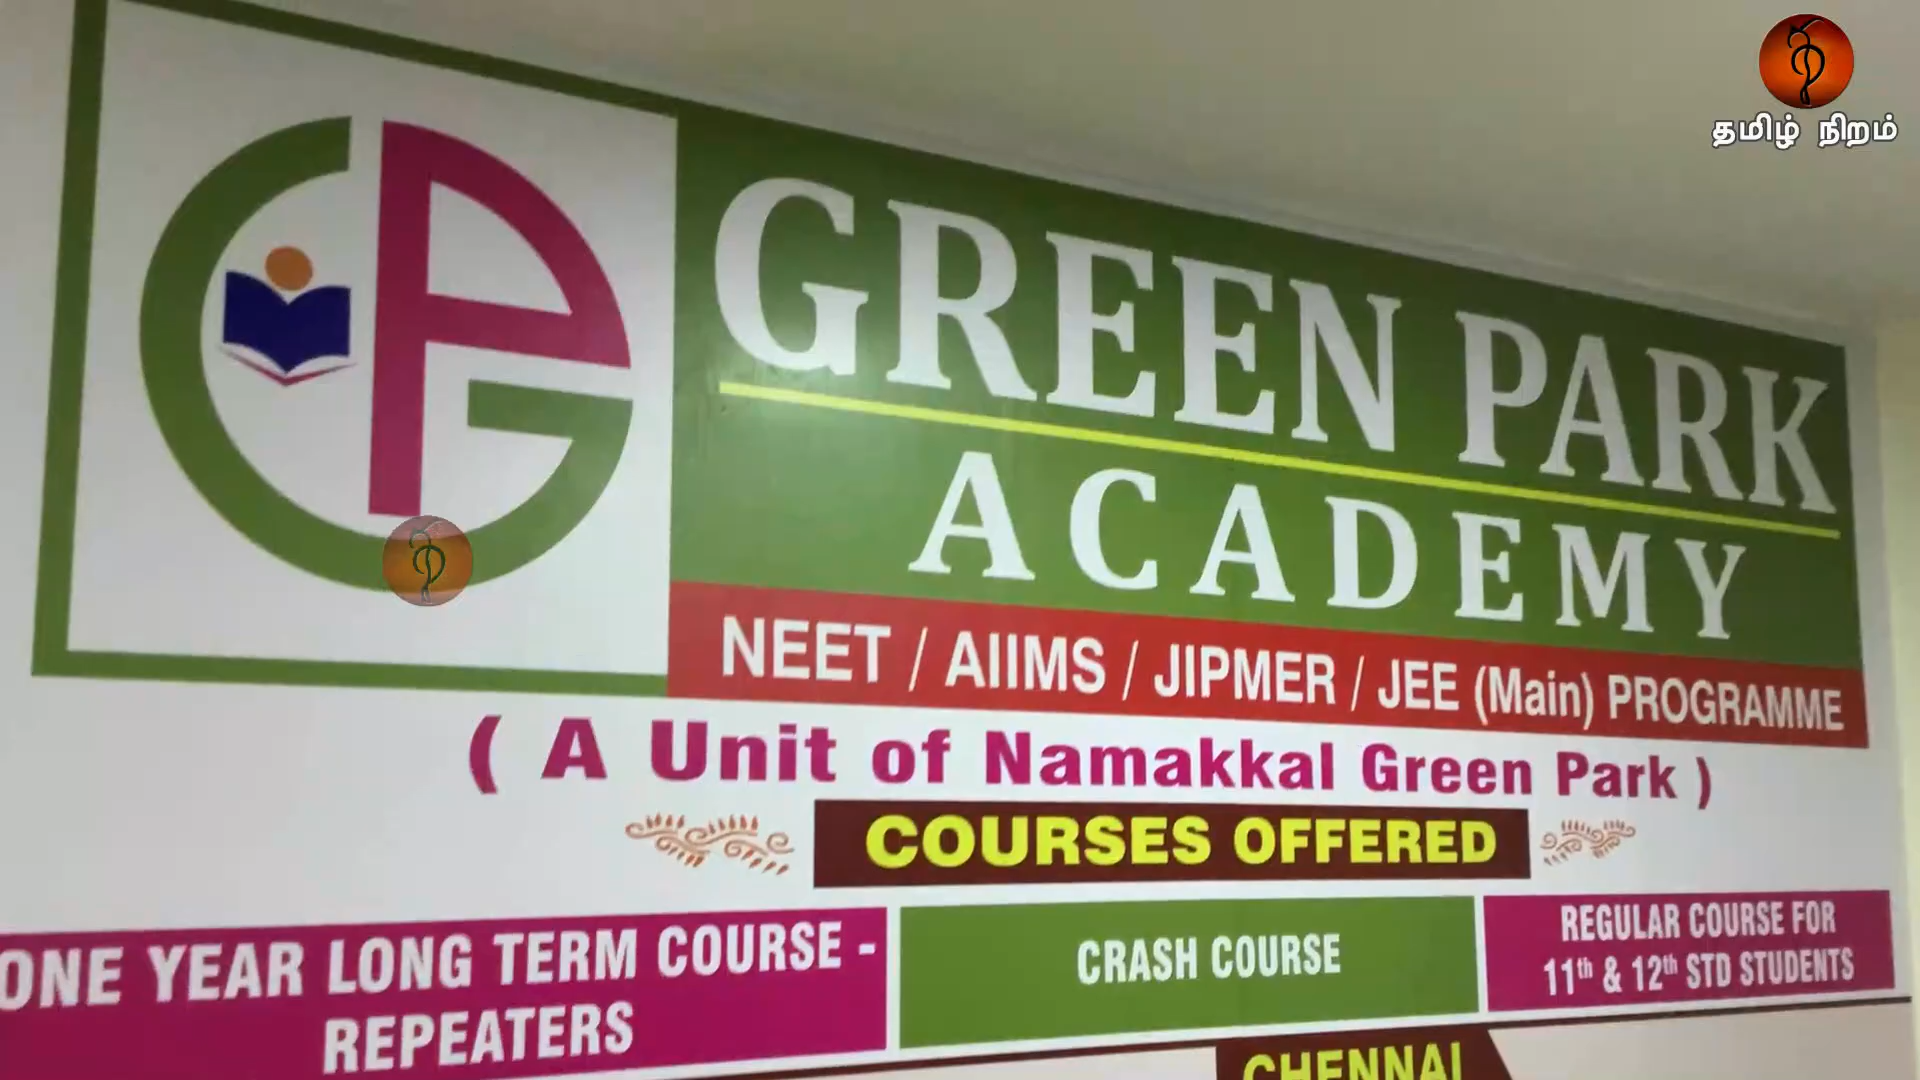 தமிழ் நிறம்
GREEN PARK
ACADEMY
NEET / AIIMS / JIPMER / JEE (Main) PROGRAMME
( A Unit of Namakkal Green Park )
COURSES OFFERED
ONE YEAR LONG TERM COURSE -
REPEATERS
CRASH COURSE
REGULAR COURSE FOR
11th & 12th STD STUDENTS
CHENNAI